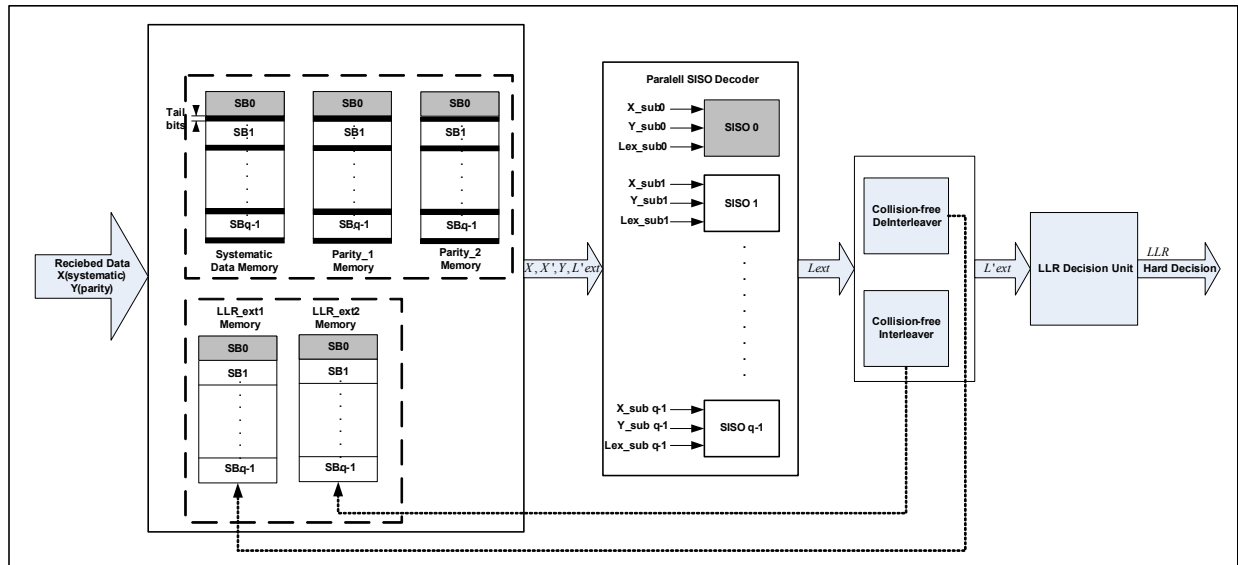 Reciebed Data
X(systematic)
Y(parity)
Tail
bits
SB0
SB1
SBq-1
Systematic
Data Memory
SB0
SB1
SBq-1
Parity_1
Memory
SB0
SB1
SBq-1
Parity_2
Memory
LLR_ext1
Memory
SB0
SB1
SBq-1
LLR_ext2
Memory
SB0
SB1
SBq-1
X, X', Y, L'ext
Paralell SISO Decoder
X_sub0
Y_sub0
Lex_sub0
SISO 0
X_sub1
Y_sub1
Lex_sub1
SISO 1
X_sub q-1
Y_sub q-1
Lex_sub q-1
SISO q-1
Lext
Collision-free
DeInterleaver
Collision-free
Interleaver
L'ext
LLR Decision Unit
LLR
Hard Decision